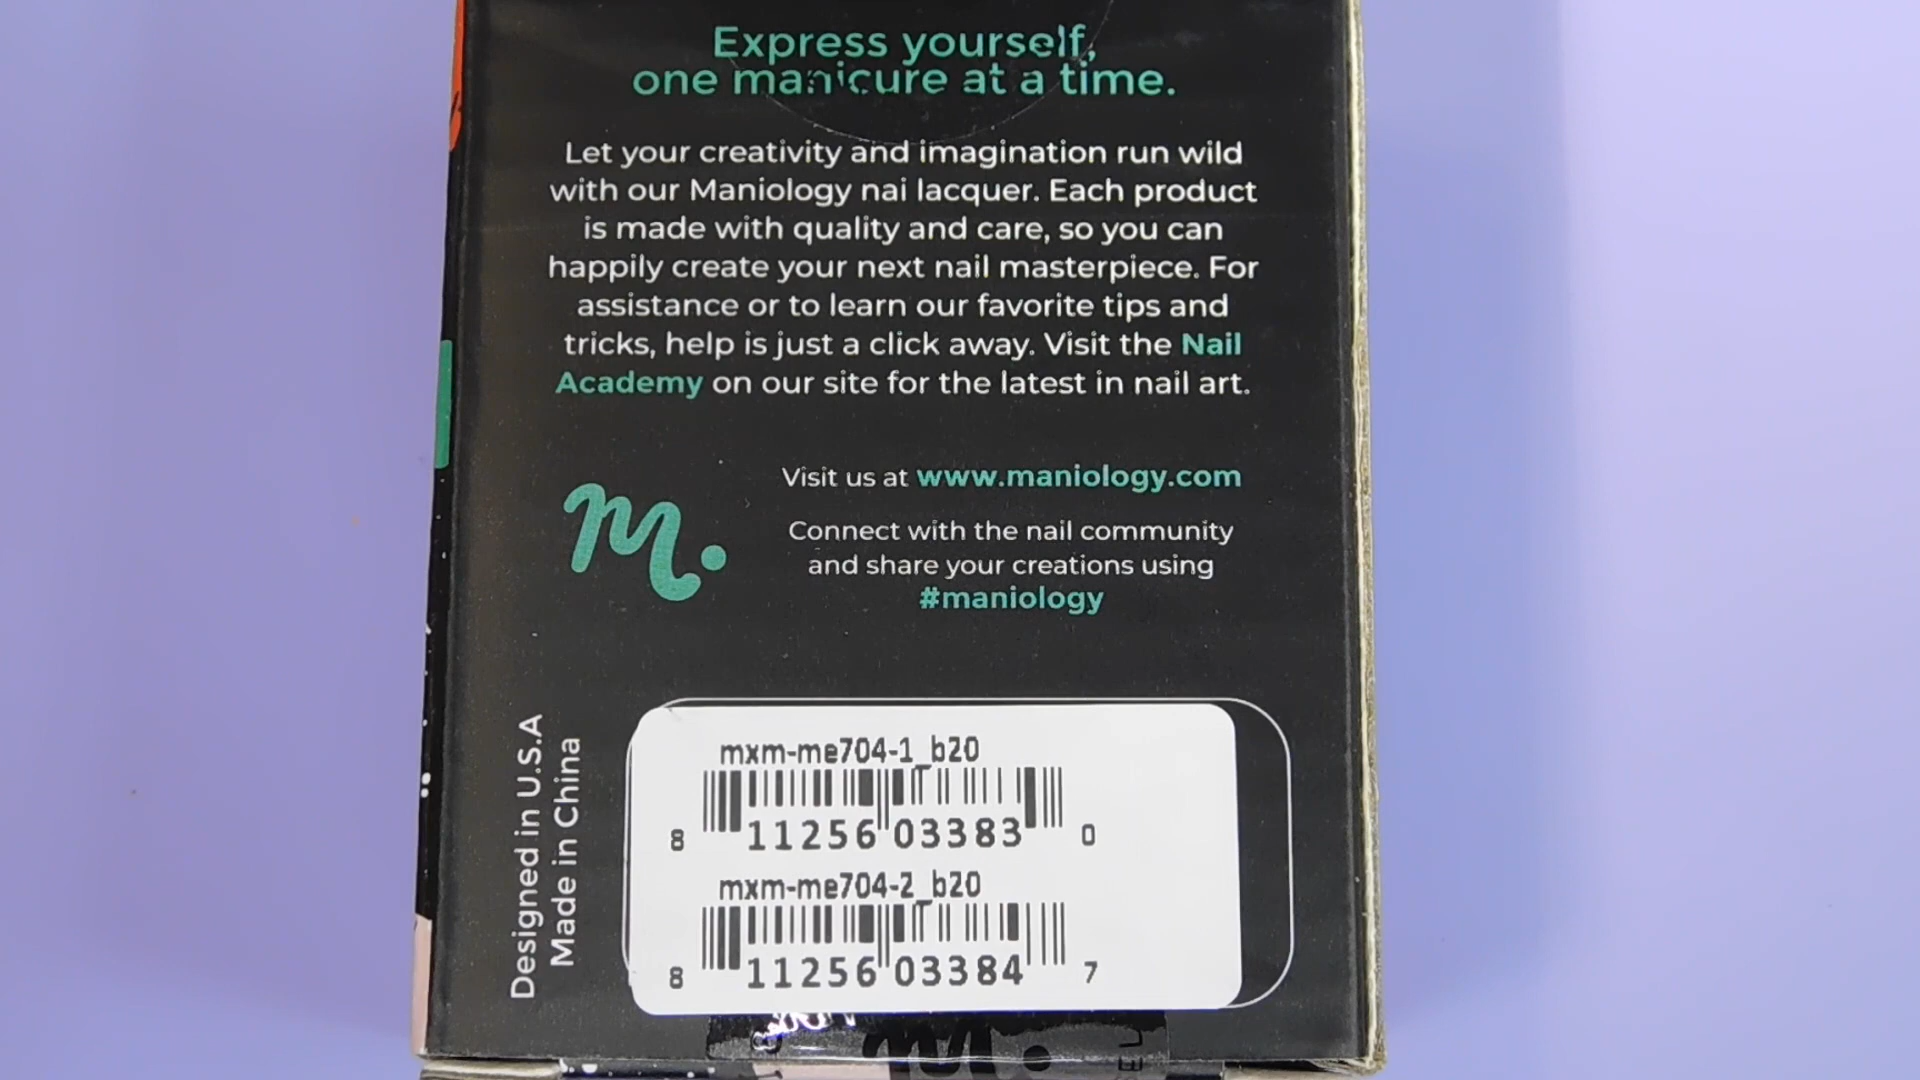 Express yourself,
one manicure at a time.
Let your creativity and imagination run wild
with our Maniology nai lacquer. Each product
is made with quality and care, so you can
happily create your next nail masterpiece. For
assistance or to learn our favorite tips and
tricks, help is just a click away. Visit the Nail
Academy on our site for the latest in nail art.
m.
Visit us at www.maniology.com
Connect with the nail community
and share your creations using
#maniology
Designed in U.S.A
Made in China
mxm-me704-1_b20
8 11256 03383 0
mxm-me704-2_b20
8 11256 03384 7
m.